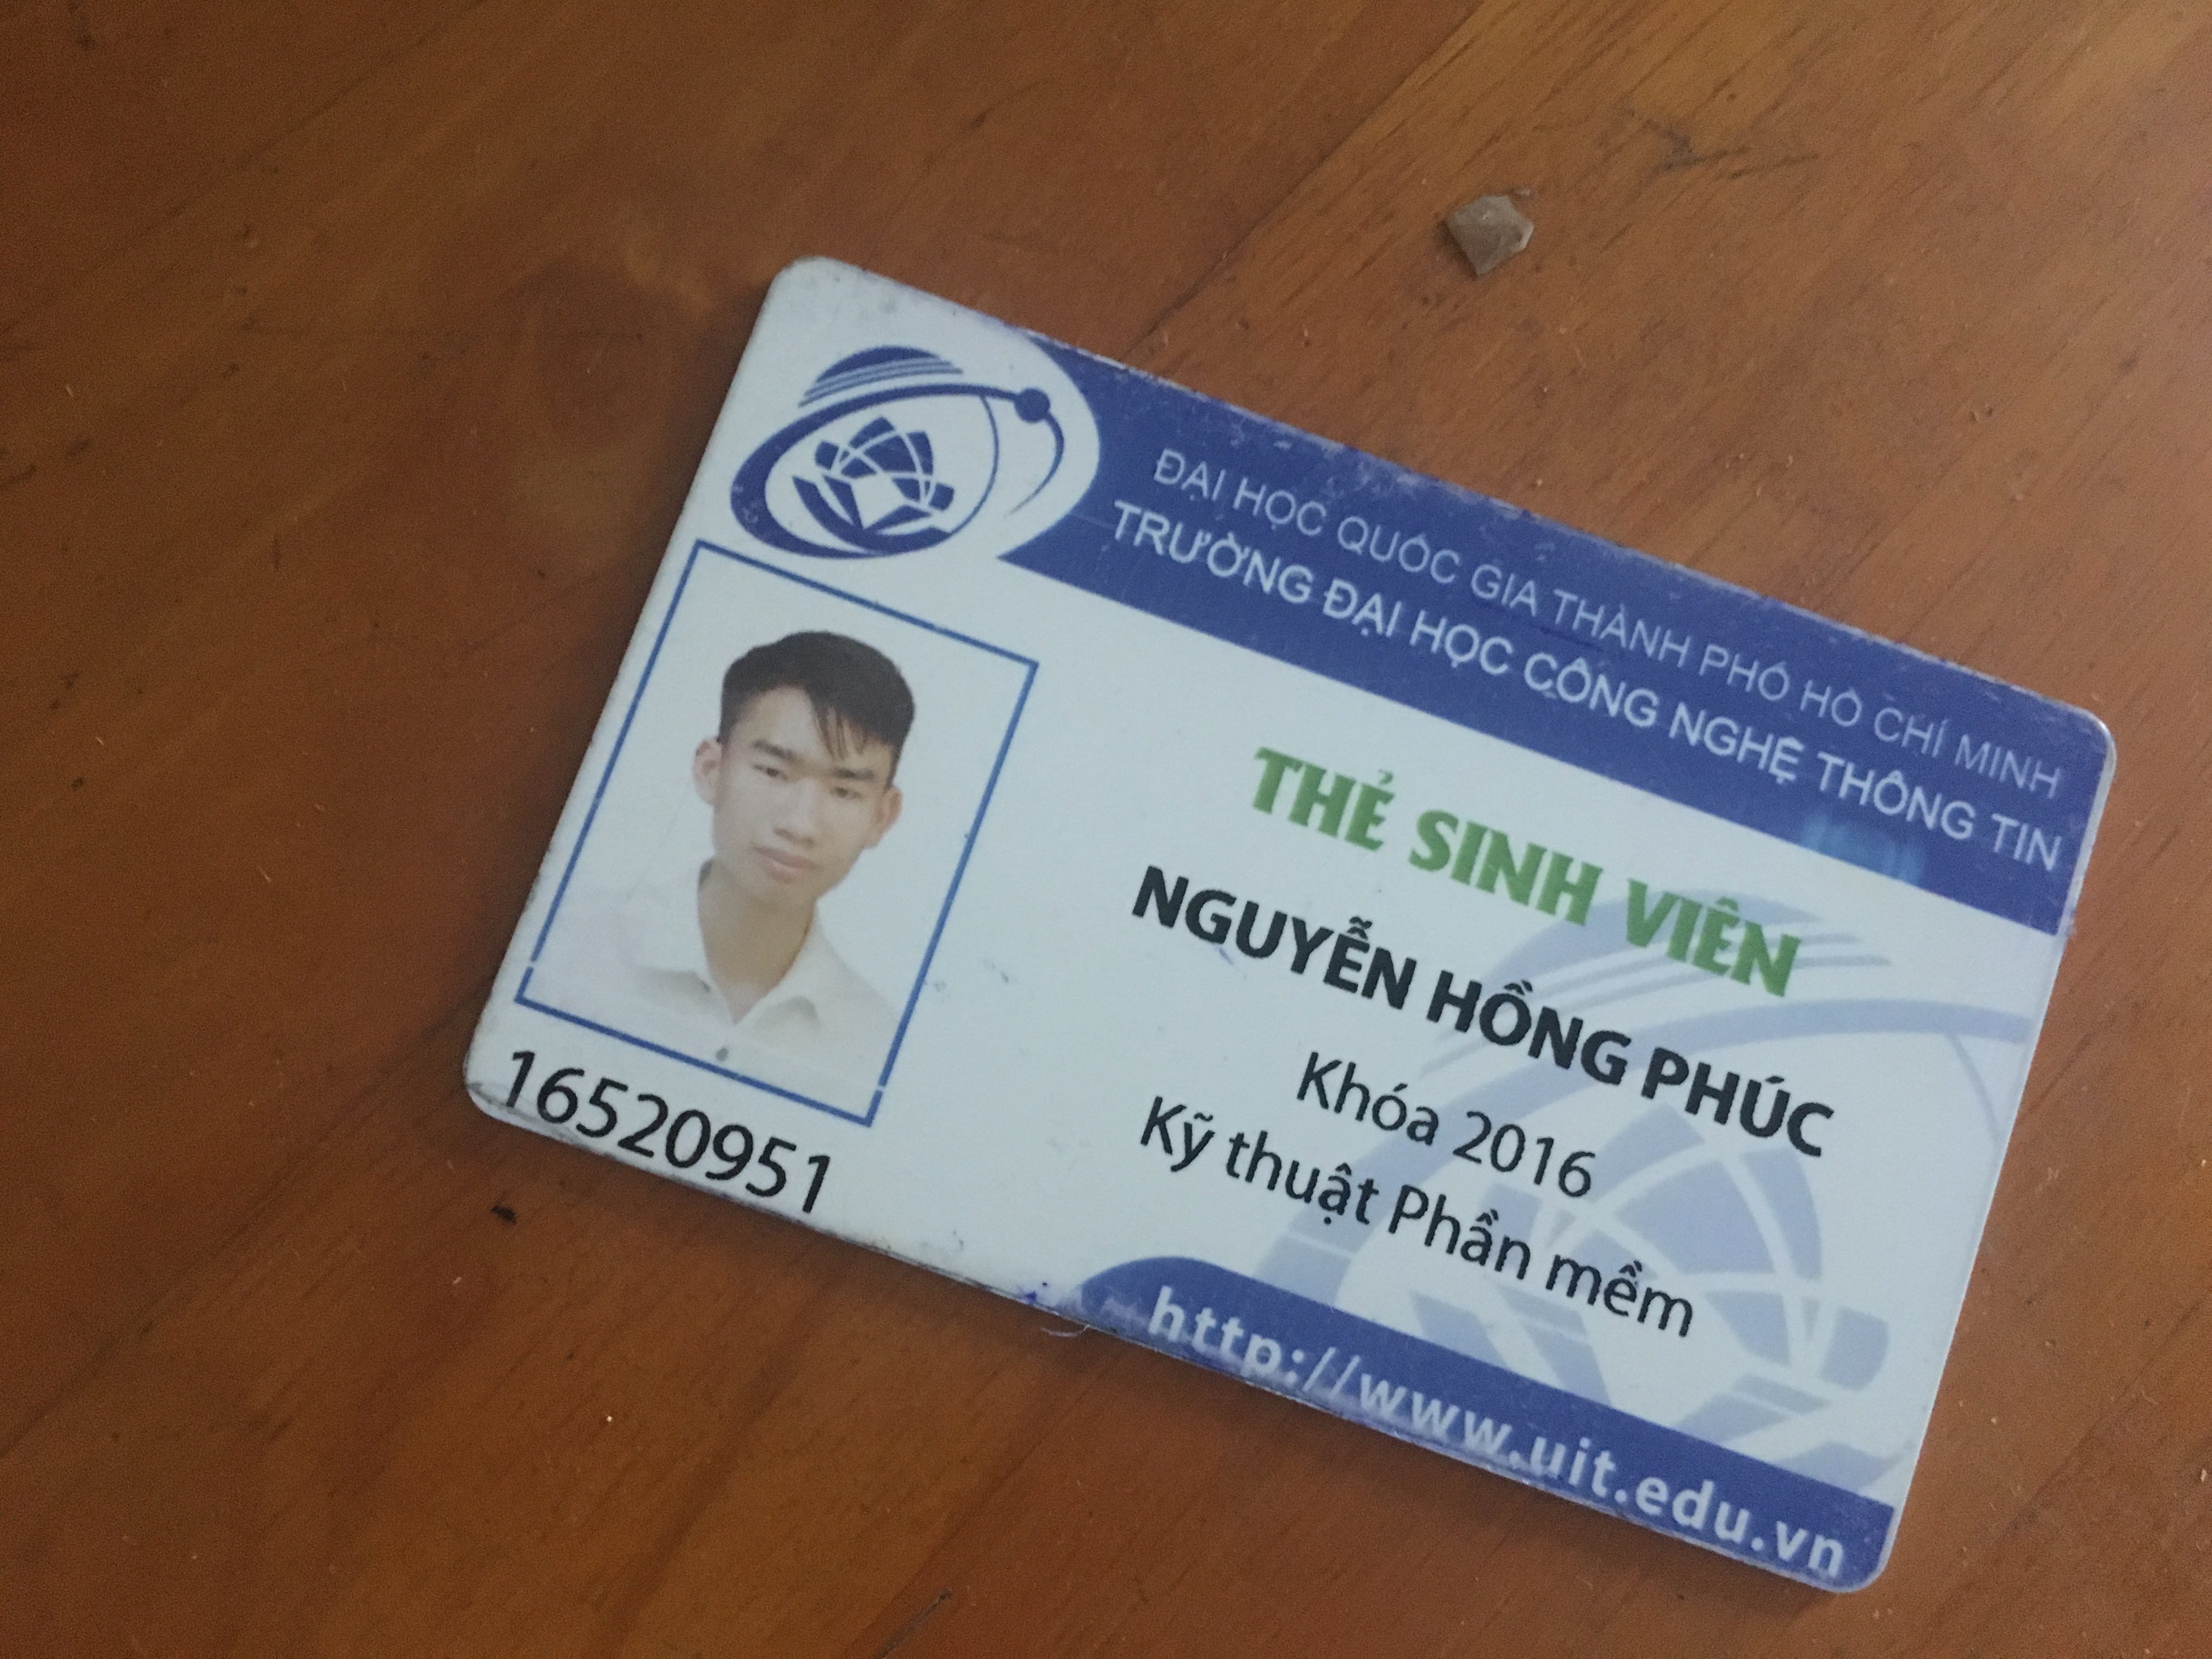 ĐẠI HỌC QUỐC GIA THÀNH PHỐ HỒ CHÍ MINH
TRƯỜNG ĐẠI HỌC CÔNG NGHỆ THÔNG TIN
THẺ SINH VIÊN
NGUYỄN HỒNG PHÚC
Khóa 2016
Kỹ thuật Phần mềm
16520951
http://www.uit.edu.vn